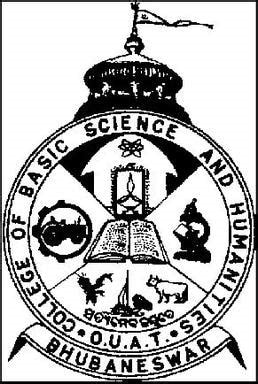 COLLEGE OF BASIC SCIENCE AND HUMANITIES
• O.U.A.T. •
BHUBANESWAR